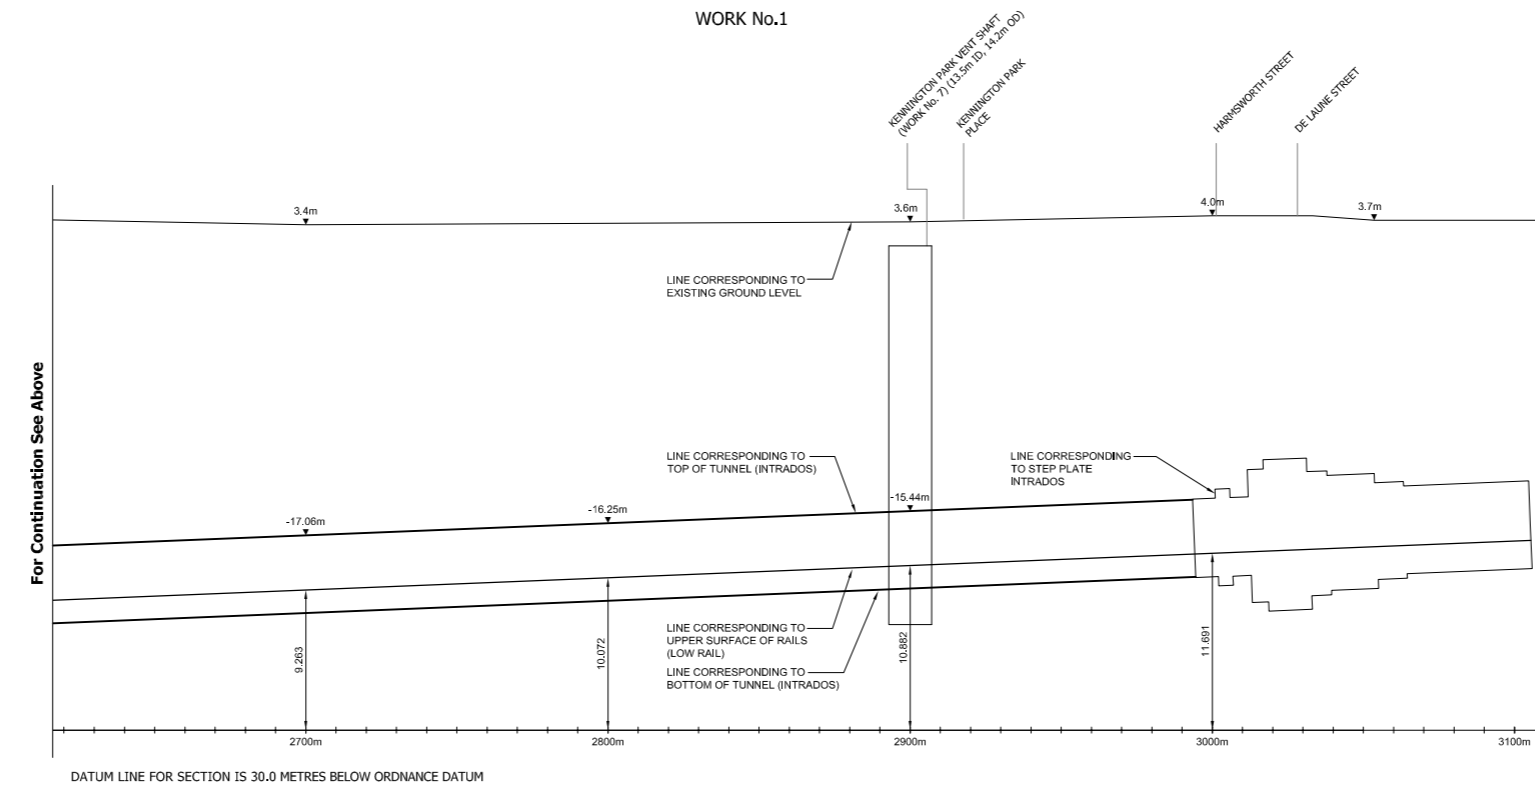 WORK No.1
KENNINGTON PARK VENT SHAFT
(WORK No. 7) (13.5m ID, 14.2m OD)
KENNINGTON PARK
PLACE
HARMSWORTH STREET
DE LAUNE STREET
3.4m
3.6m
4.0m
3.7m
LINE CORRESPONDING TO
EXISTING GROUND LEVEL
For Continuation See Above
LINE CORRESPONDING TO
TOP OF TUNNEL (INTRADOS)
LINE CORRESPONDING
TO STEP PLATE
INTRADOS
-17.06m
-16.25m
-15.44m
LINE CORRESPONDING TO
UPPER SURFACE OF RAILS
(LOW RAIL)
LINE CORRESPONDING TO
BOTTOM OF TUNNEL (INTRADOS)
9.263
10.072
10.882
11.691
2700m
2800m
2900m
3000m
3100m
DATUM LINE FOR SECTION IS 30.0 METRES BELOW ORDNANCE DATUM